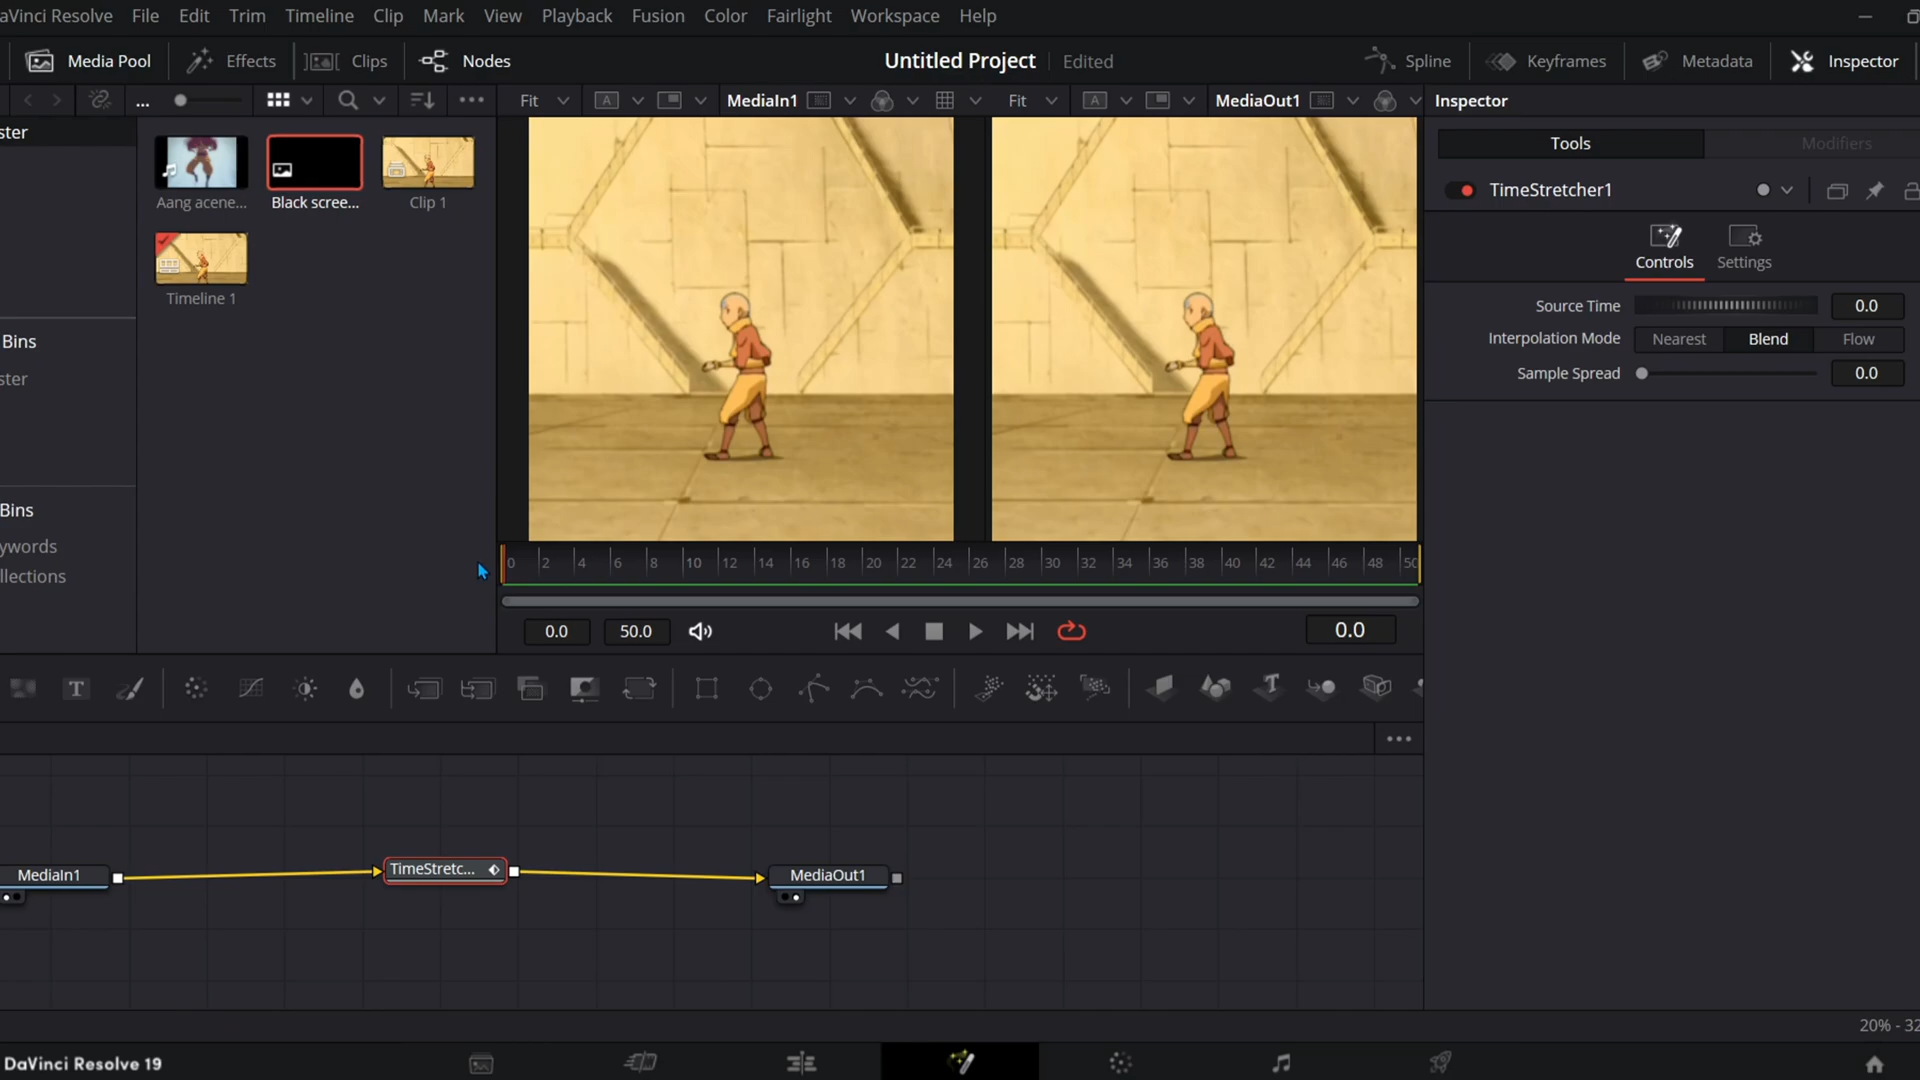 aVinci Resolve File Edit Trim Timeline Clip Mark View Playback Fusion Color Fairlight Workspace Help
Media Pool Effects Clips Nodes Untitled Project Edited Spline Keyframes Metadata Inspector
... Fit A MediaIn1 Fit A MediaOut1 Inspector
ster
Tools Modifiers
Aang acene... Black scree... Clip 1
TimeStretcher1
Controls Settings
Timeline 1
Source Time 0.0
Bins
Interpolation Mode Nearest Blend Flow
ster
Sample Spread 0.0
Bins
ywords
llections
0 2 4 6 8 10 12 14 16 18 20 22 24 26 28 30 32 34 36 38 40 42 44 46 48 50
0.0 50.0 0.0
T T
MediaIn1 TimeStretc... MediaOut1
20% - 32
DaVinci Resolve 19